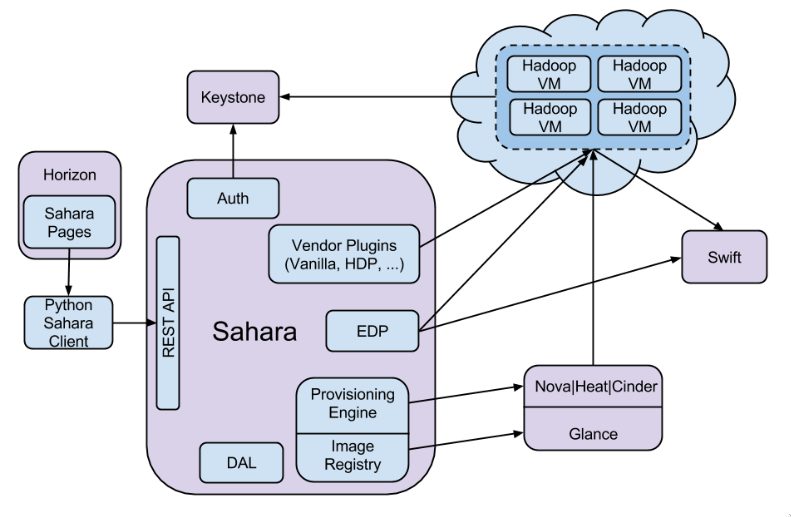 Hadoop
VM
Hadoop
VM
Hadoop
VM
Hadoop
VM
Keystone
Horizon
Sahara
Pages
Auth
Vendor Plugins
(Vanilla, HDP, ...)
Swift
Python
Sahara
Client
REST API
Sahara
EDP
Provisioning
Engine
Image
Registry
Nova|Heat|Cinder
Glance
DAL